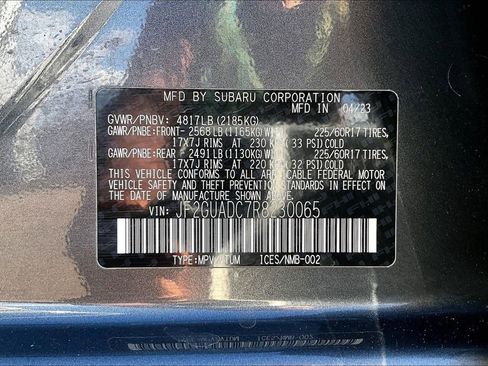 MFD BY SUBARU CORPORATION
IN 04/23
GVWR/PNBV: 4817LB(2185KG)
GAWR/PNBE:FRONT- 2568LB(1165KG)WITH 225/60R17 TIRES,
17X7J RIMS AT 230 KPA( 33 PSI)COLD
GAWR/PNBE:REAR - 2491LB(1130KG)WITH 225/60R17 TIRES,
17X7J RIMS AT 220 KPA( 32 PSI)COLD
THIS VEHICLE CONFORMS TO ALL APPLICABLE FEDERAL MOTOR
VEHICLE SAFETY AND THEFT PREVENTION STANDARDS IN EFFECT ON
THE DATE OF MANUFACTURE SHOWN ABOVE.
VIN: JF2GUADC7R8230065
TYPE:MPV/VTUM ICES/NMB-002